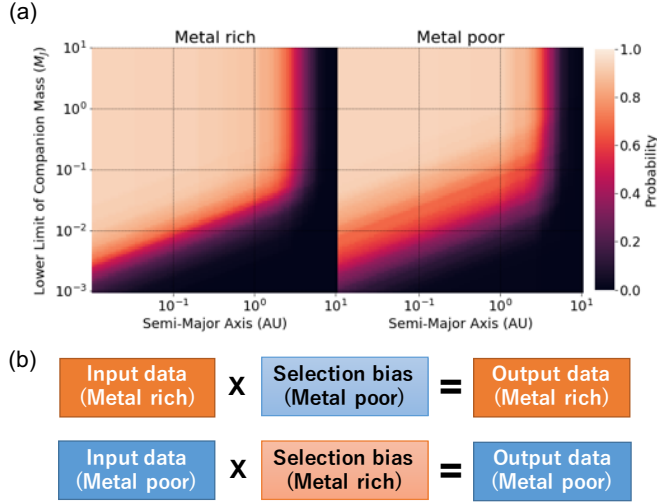 (a)
Metal rich
Metal poor
Lower Limit of Companion Mass (M_J)
10^1
10^0
10^-1
10^-2
10^-3
10^-1
10^0
10^1
10^-1
10^0
10^1
Semi-Major Axis (AU)
Semi-Major Axis (AU)
1.0
0.8
0.6
0.4
0.2
0.0
Probability
(b)
Input data
(Metal rich)
X
Selection bias
(Metal poor)
=
Output data
(Metal rich)
Input data
(Metal poor)
X
Selection bias
(Metal rich)
=
Output data
(Metal poor)